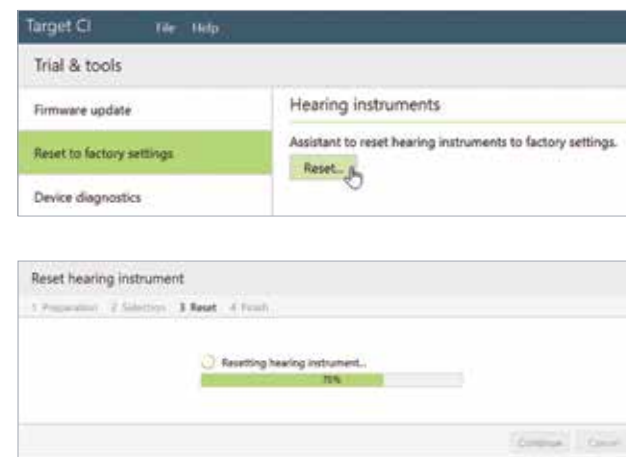 Target CI File Help
Trial & tools
Firmware update
Hearing instruments
Reset to factory settings
Assistant to reset hearing instruments to factory settings.
Reset...
Device diagnostics
Reset hearing instrument
1 Preparation 2 Selection 3 Reset 4 Finish
Resetting hearing instrument...
75%
Continue Cancel